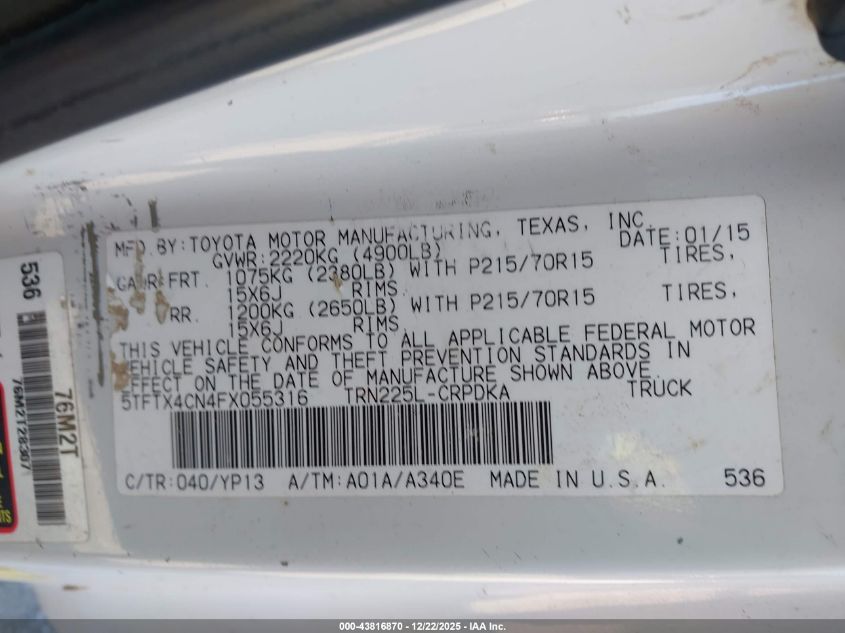 MFD BY:TOYOTA MOTOR MANUFACTURING, TEXAS, INC.
GVWR:2220KG (4900LB) DATE:01/15
GAWR:FRT. 1075KG (2380LB) WITH P215/70R15 TIRES,
15X6J RIMS.
RR. 1200KG (2650LB) WITH P215/70R15 TIRES,
15X6J RIMS.
THIS VEHICLE CONFORMS TO ALL APPLICABLE FEDERAL MOTOR
VEHICLE SAFETY AND THEFT PREVENTION STANDARDS IN
EFFECT ON THE DATE OF MANUFACTURE SHOWN ABOVE.
5TFTX4CN4FX055316 TRN225L-CRPDKA TRUCK
C/TR:040/YP13 A/TM:A01A/A340E MADE IN U.S.A. 536
536
76M2T
76M2T28307
000-43816870 - 12/22/2025 - IAA Inc.